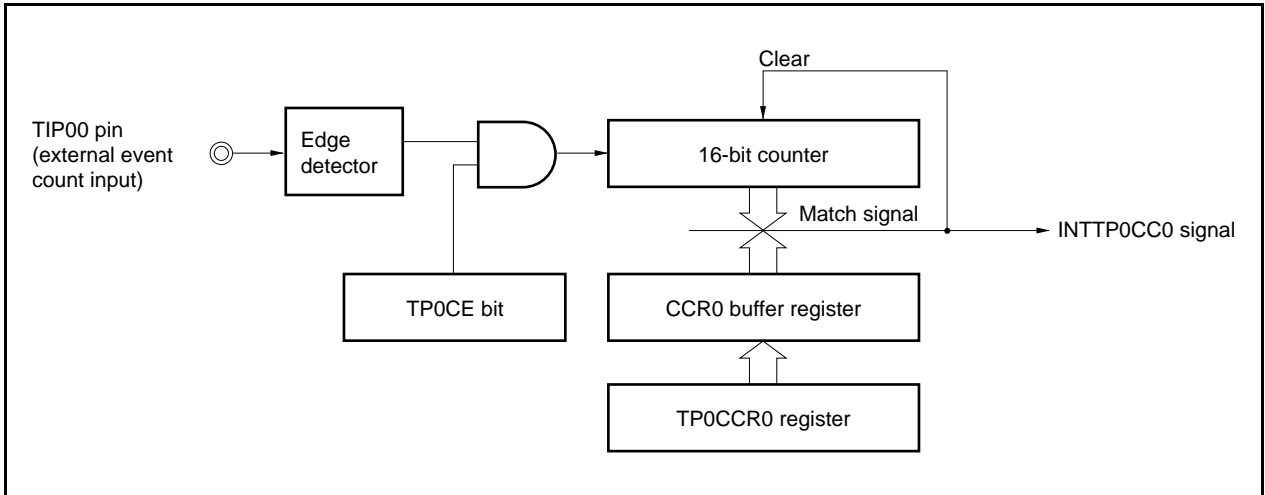 Clear
TIP00 pin
(external event
count input)
Edge
detector
16-bit counter
Match signal
INTTP0CC0 signal
TP0CE bit
CCR0 buffer register
TP0CCR0 register